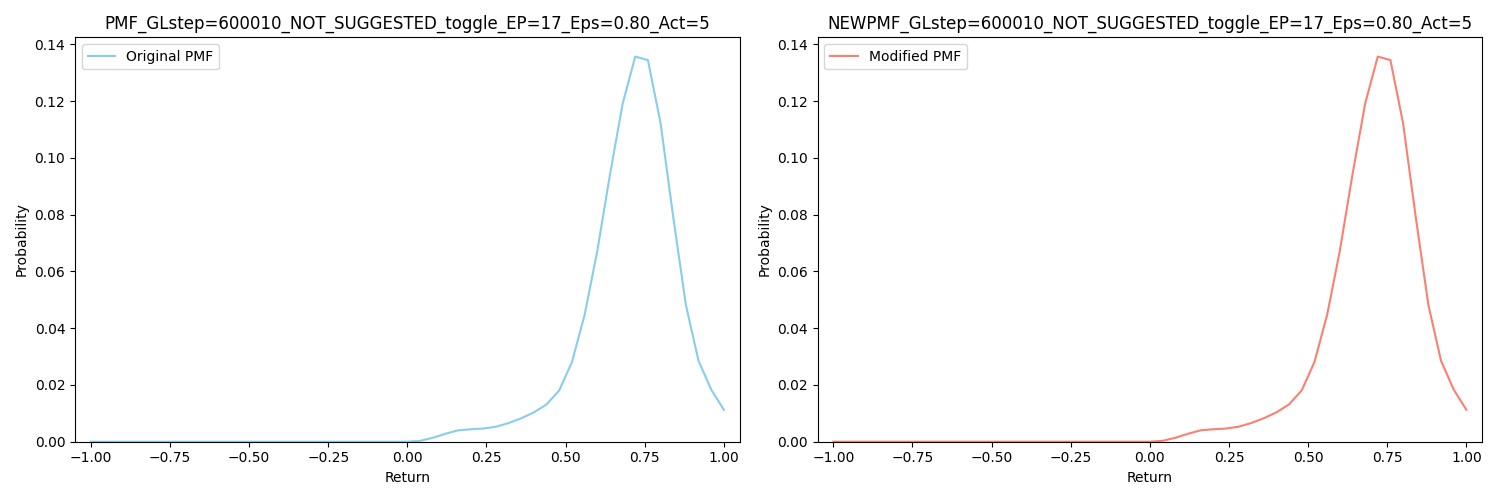 PMF_GLstep=600010_NOT_SUGGESTED_toggle_EP=17_Eps=0.80_Act=5
Original PMF
0.14
0.12
0.10
0.08
0.06
0.04
0.02
0.00
Probability
−1.00 −0.75 −0.50 −0.25 0.00 0.25 0.50 0.75 1.00
Return
NEWPMF_GLstep=600010_NOT_SUGGESTED_toggle_EP=17_Eps=0.80_Act=5
Modified PMF
0.14
0.12
0.10
0.08
0.06
0.04
0.02
0.00
Probability
−1.00 −0.75 −0.50 −0.25 0.00 0.25 0.50 0.75 1.00
Return